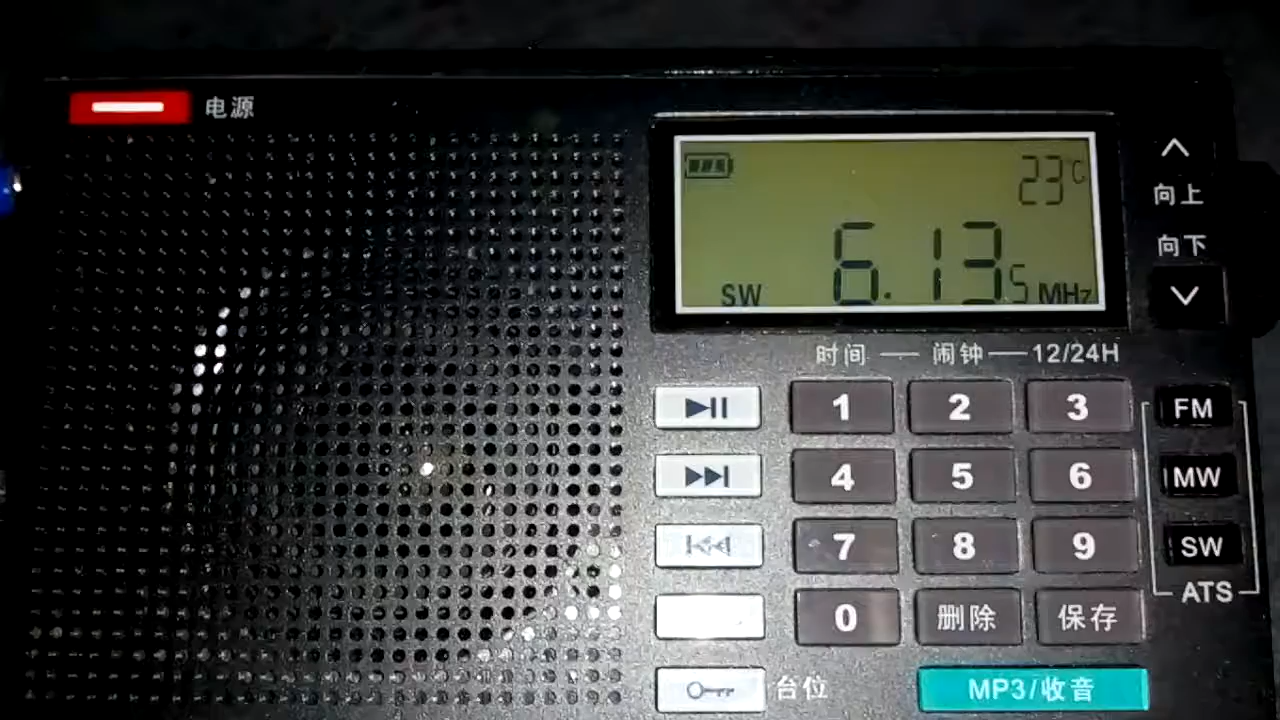 电源
23°C
SW 6.135 MHz
向上
向下
时间 — 闹钟 — 12/24H
1 2 3 FM
4 5 6 MW
7 8 9 SW
ATS
0 删除 保存
台位 MP3/收音